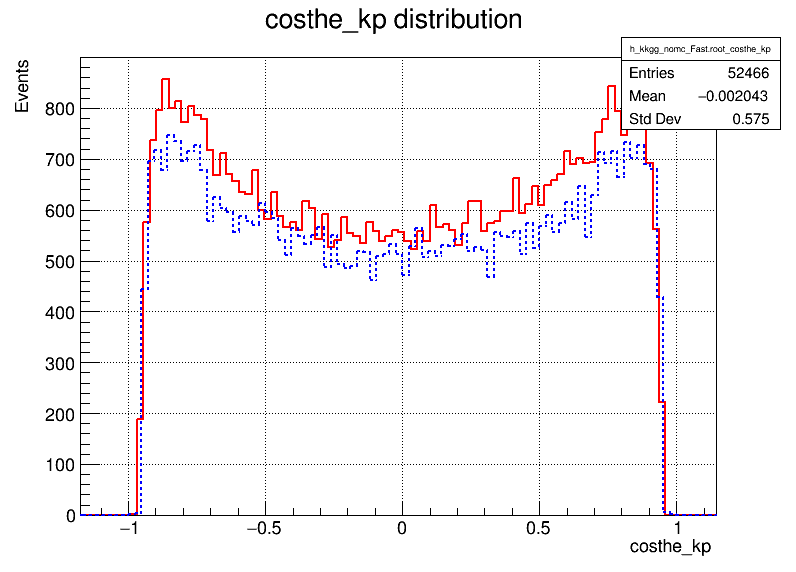 costhe_kp distribution
h_kkgg_nomc_Fast.root_costhe_kp
Entries 52466
Mean −0.002043
Std Dev 0.575
Events
800
700
600
500
400
300
200
100
0
−1 −0.5 0 0.5 1
costhe_kp